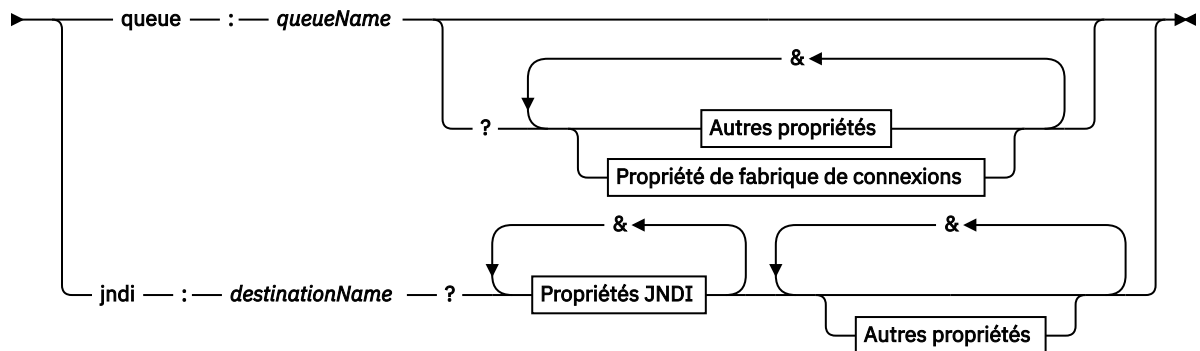 queue : queueName
&
? Autres propriétés
Propriété de fabrique de connexions
& &
jndi : destinationName ? Propriétés JNDI
Autres propriétés